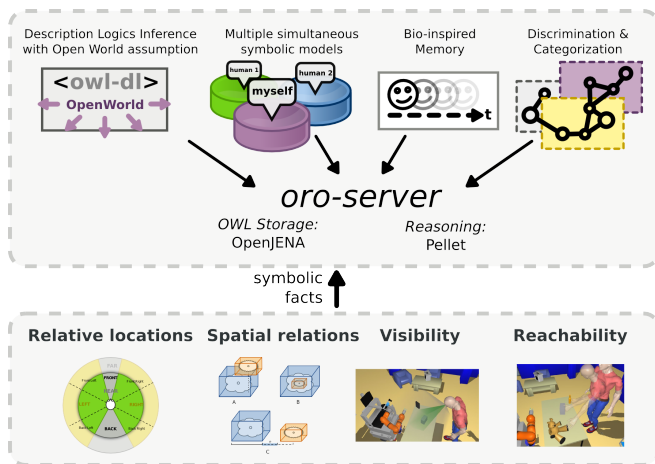 Description Logics Inference
with Open World assumption
Multiple simultaneous
symbolic models
Bio-inspired
Memory
Discrimination &
Categorization
<owl-dl>
OpenWorld
human 1
human 2
myself
t
oro-server
OWL Storage:
OpenJENA
Reasoning:
Pellet
symbolic
facts
Relative locations
Spatial relations
Visibility
Reachability
FAR
FRONT
NEAR
BACK
A
B
C